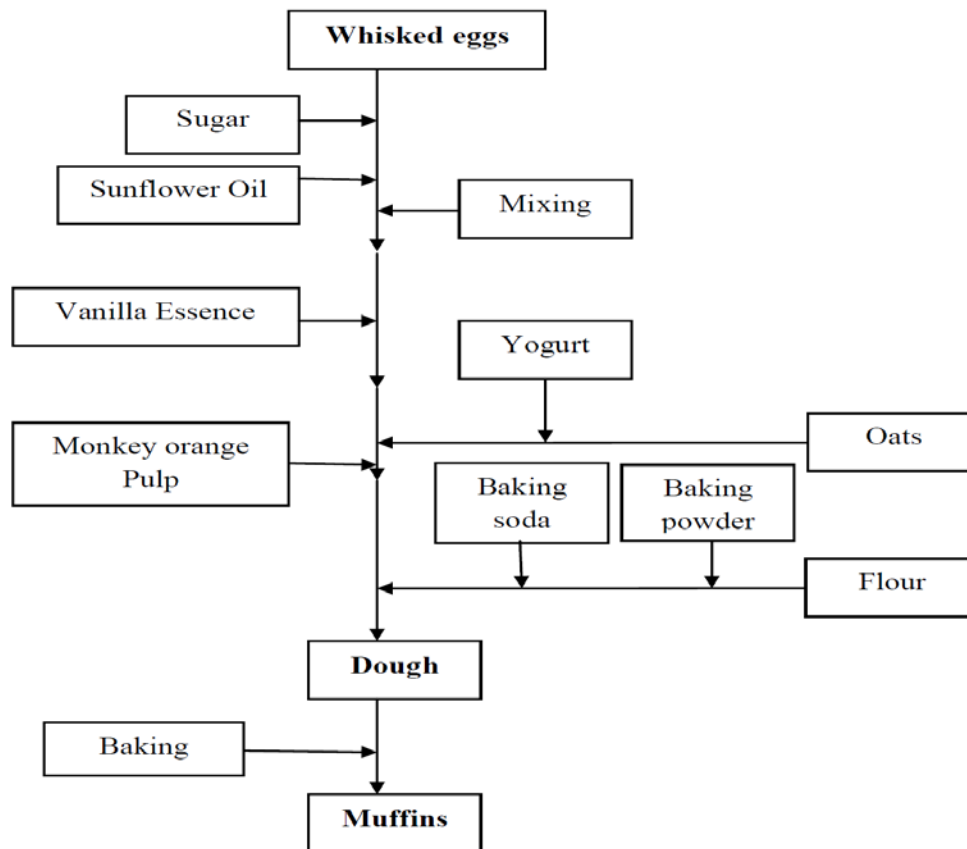 Whisked eggs
Sugar
Sunflower Oil
Mixing
Vanilla Essence
Yogurt
Oats
Monkey orange
Pulp
Baking
soda
Baking
powder
Flour
Dough
Baking
Muffins